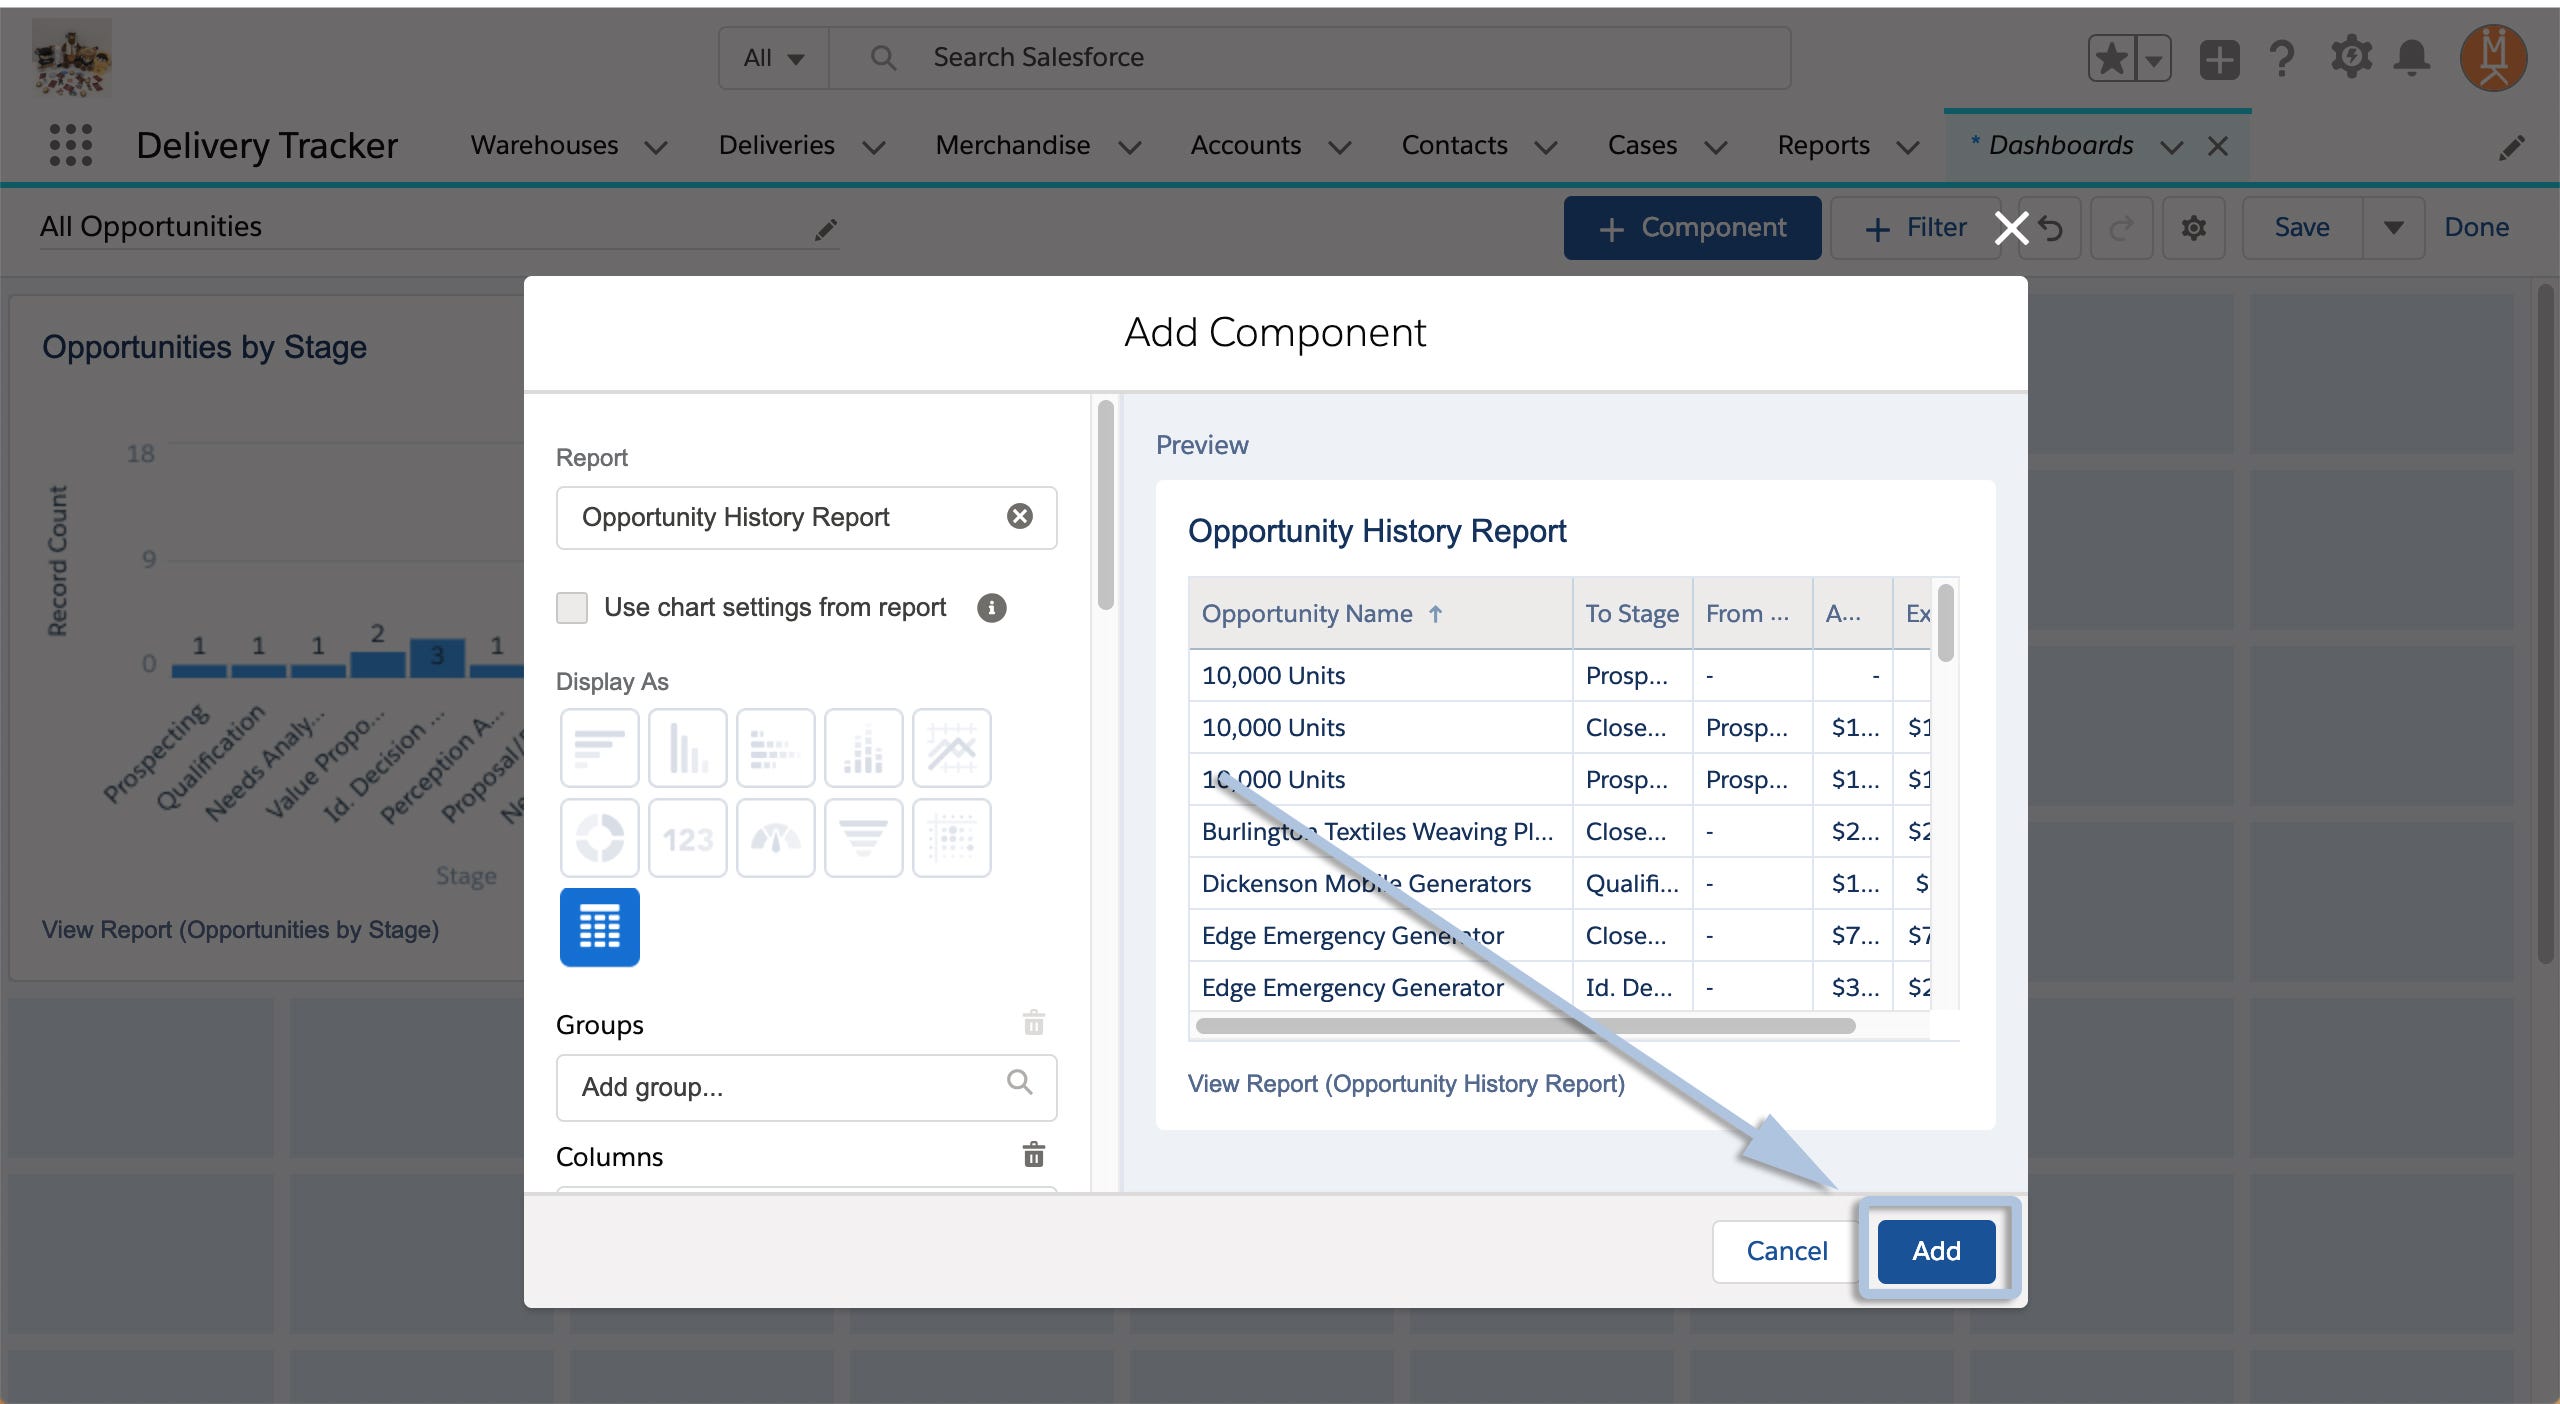 All
Search Salesforce
Delivery Tracker
Warehouses
Deliveries
Merchandise
Accounts
Contacts
Cases
Reports
* Dashboards
All Opportunities
+ Component
+ Filter
Save
Done
Opportunities by Stage
Record Count
18
9
0
1
1
1
2
3
1
Prospecting
Qualification
Needs Analy...
Value Propo...
Id. Decision ...
Perception A...
Stage
View Report (Opportunities by Stage)
Add Component
Report
Opportunity History Report
Use chart settings from report
Display As
123
Groups
Add group...
Columns
Preview
Opportunity History Report
Opportunity Name To Stage From ... A... Ex
10,000 Units Prosp... - -
10,000 Units Close... Prosp... $1... $1
10,000 Units Prosp... Prosp... $1... $1
Burlington Textiles Weaving Pl... Close... - $2... $2
Dickenson Mobile Generators Qualifi... - $1... $
Edge Emergency Generator Close... - $7... $7
Edge Emergency Generator Id. De... - $3... $2
View Report (Opportunity History Report)
Cancel
Add